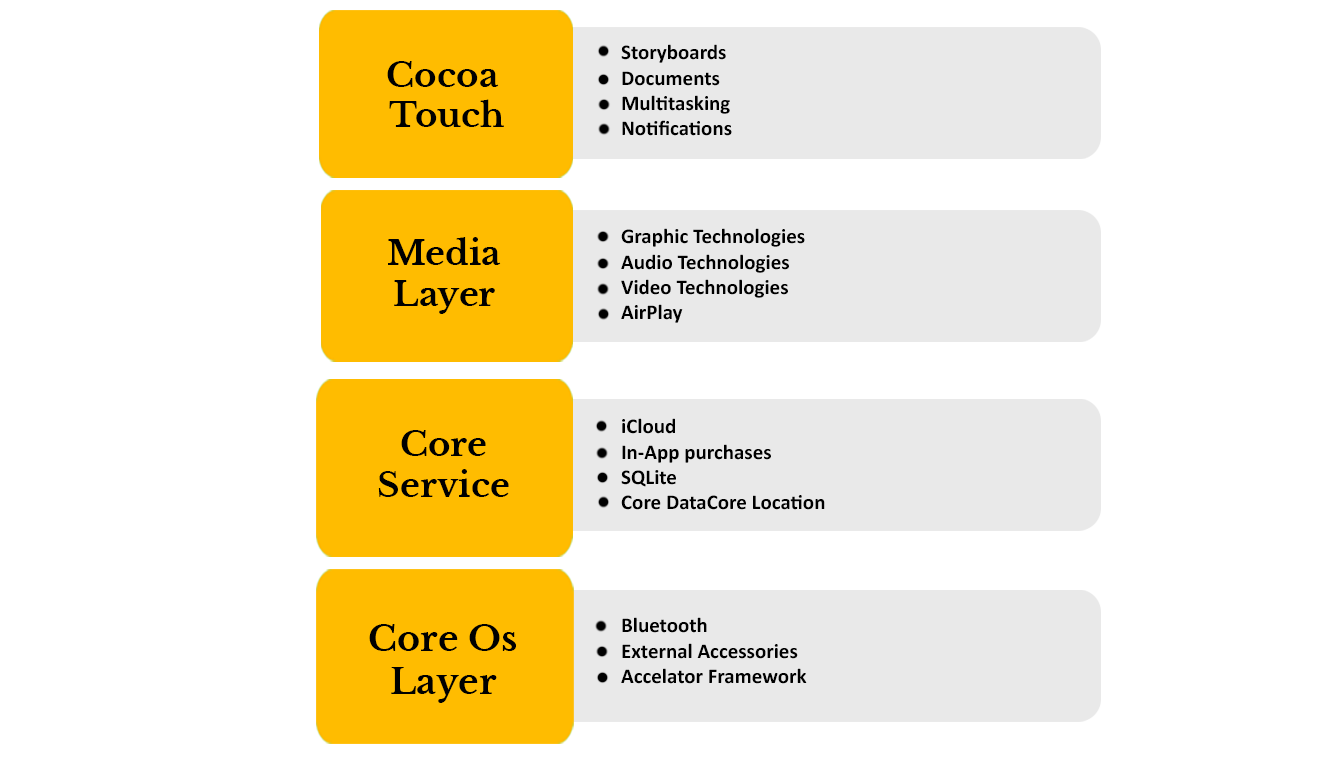 Cocoa
Touch
Storyboards
Documents
Multitasking
Notifications
Media
Layer
Graphic Technologies
Audio Technologies
Video Technologies
AirPlay
Core
Service
iCloud
In-App purchases
SQLite
Core DataCore Location
Core Os
Layer
Bluetooth
External Accessories
Accelator Framework